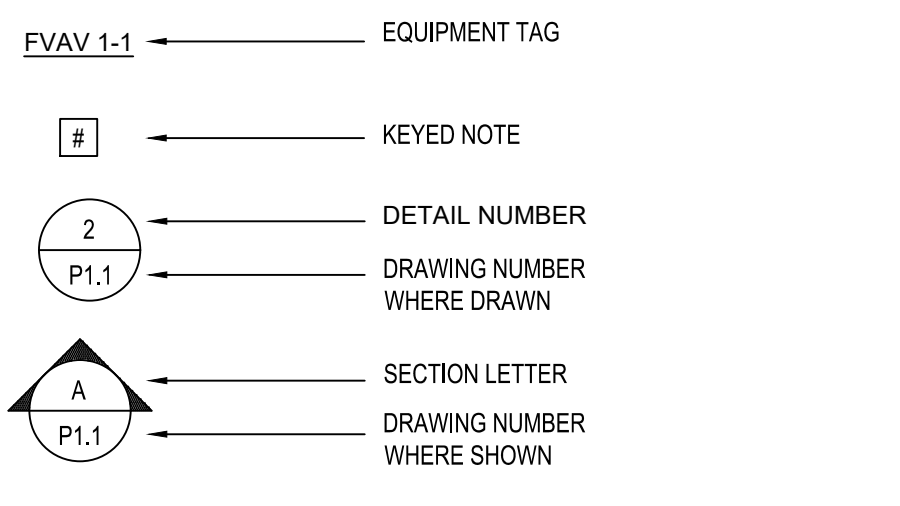 FVAV 1-1
EQUIPMENT TAG
#
KEYED NOTE
2
DETAIL NUMBER
P1.1
DRAWING NUMBER
WHERE DRAWN
A
SECTION LETTER
P1.1
DRAWING NUMBER
WHERE SHOWN